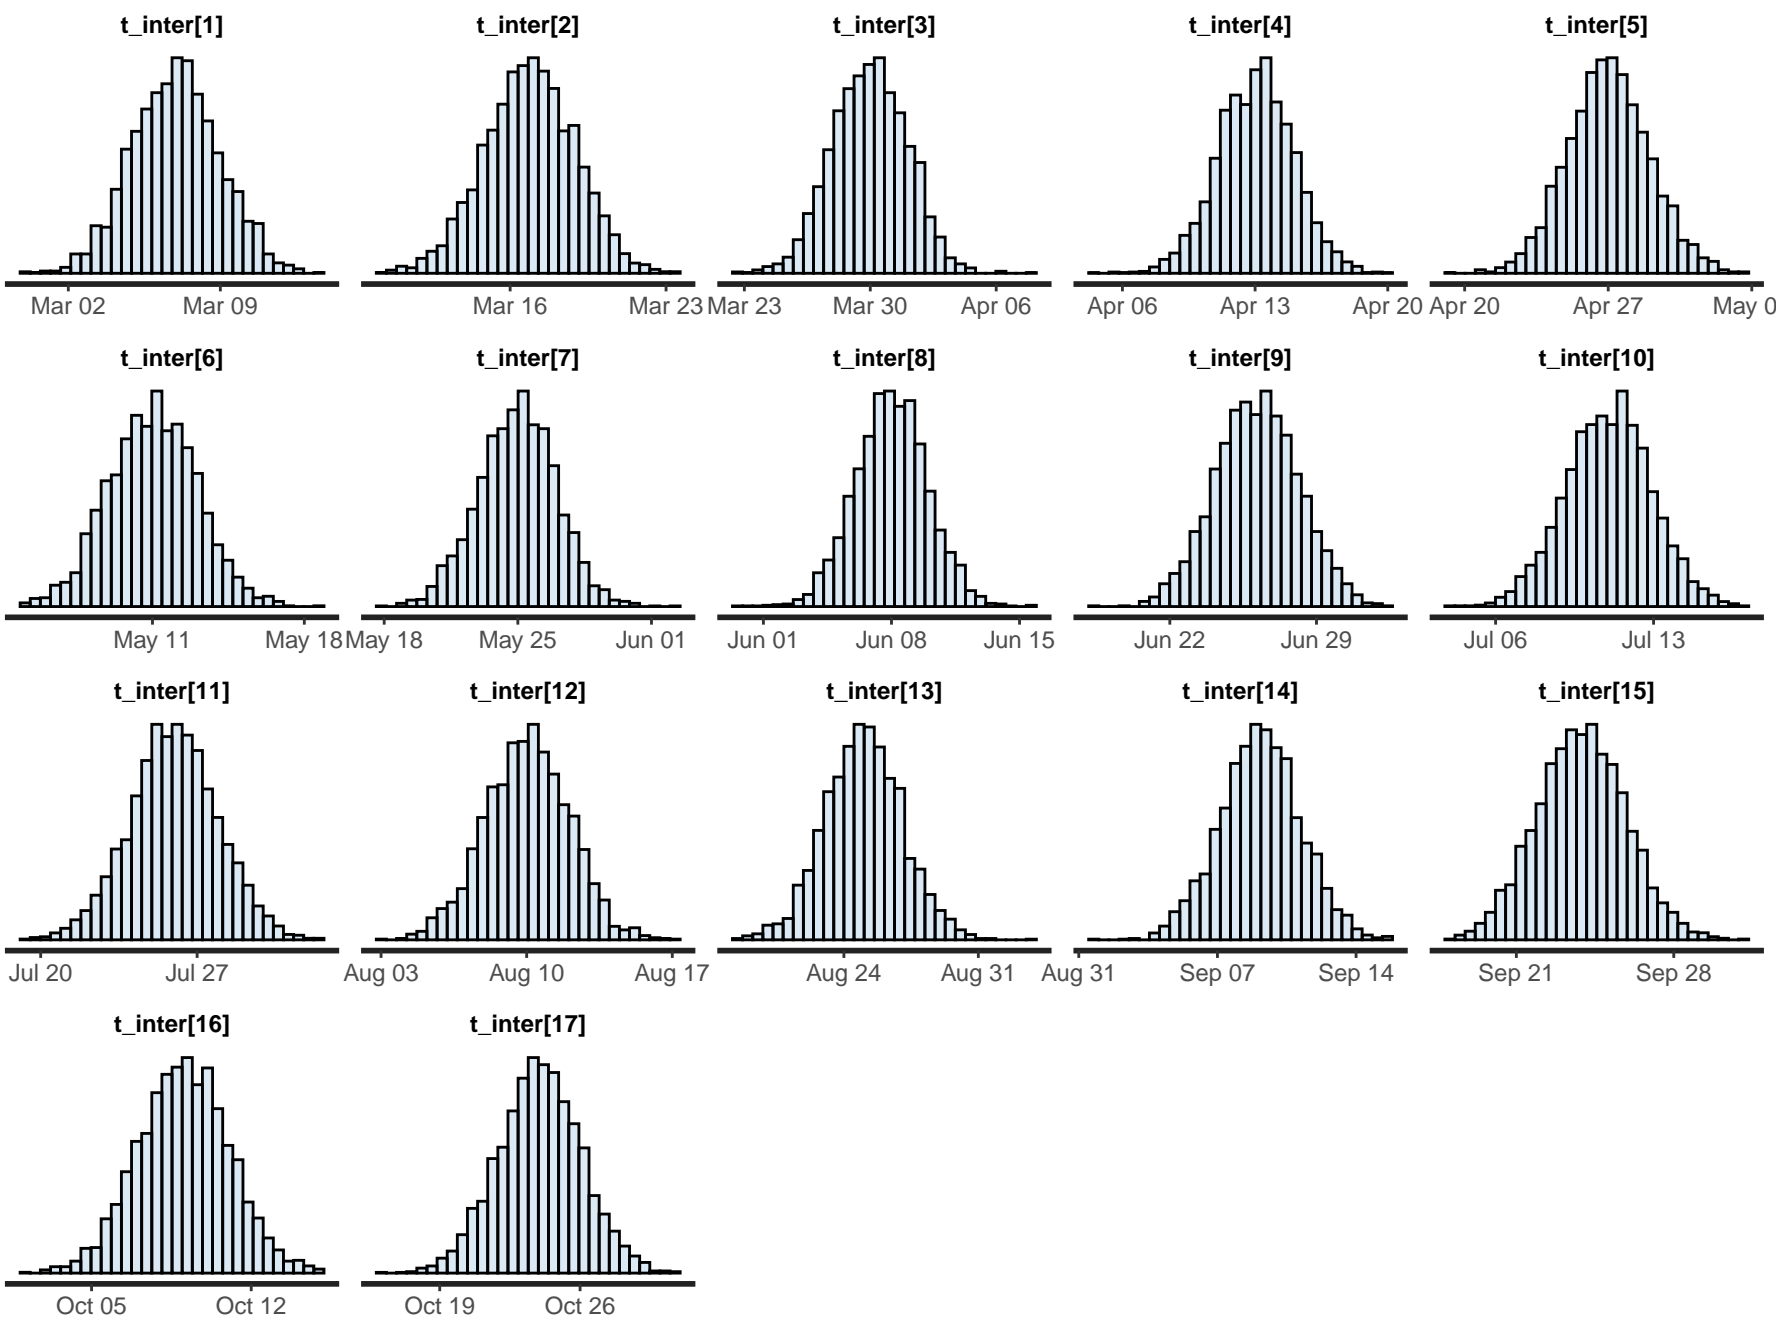 t_inter[1] t_inter[2] t_inter[3] t_inter[4] t_inter[5]
Mar 02 Mar 09 Mar 16 Mar 23 Mar 23 Mar 30 Apr 06 Apr 06 Apr 13 Apr 20 Apr 20 Apr 27 May 0
t_inter[6] t_inter[7] t_inter[8] t_inter[9] t_inter[10]
May 11 May 18 May 18 May 25 Jun 01 Jun 01 Jun 08 Jun 15 Jun 22 Jun 29 Jul 06 Jul 13
t_inter[11] t_inter[12] t_inter[13] t_inter[14] t_inter[15]
Jul 20 Jul 27 Aug 03 Aug 10 Aug 17 Aug 24 Aug 31 Aug 31 Sep 07 Sep 14 Sep 21 Sep 28
t_inter[16] t_inter[17]
Oct 05 Oct 12 Oct 19 Oct 26